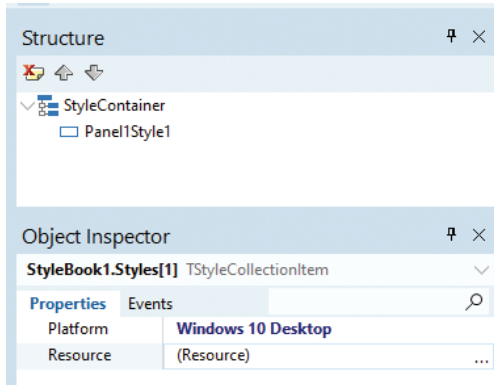 Structure
StyleContainer
Panel1Style1
Object Inspector
StyleBook1.Styles[1] TStyleCollectionItem
Properties Events
Platform Windows 10 Desktop
Resource (Resource) ...